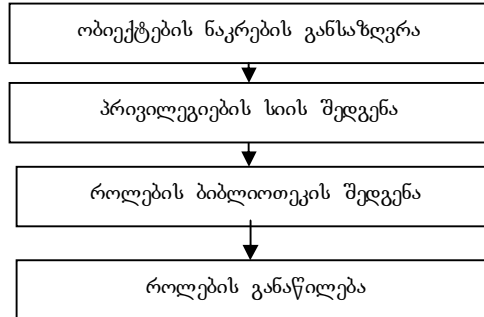 ობიექტების ნაკრების განსაზღვრა
პრივილეგიების სიის შედგენა
როლების ბიბლიოთეკის შედგენა
როლების განაწილება